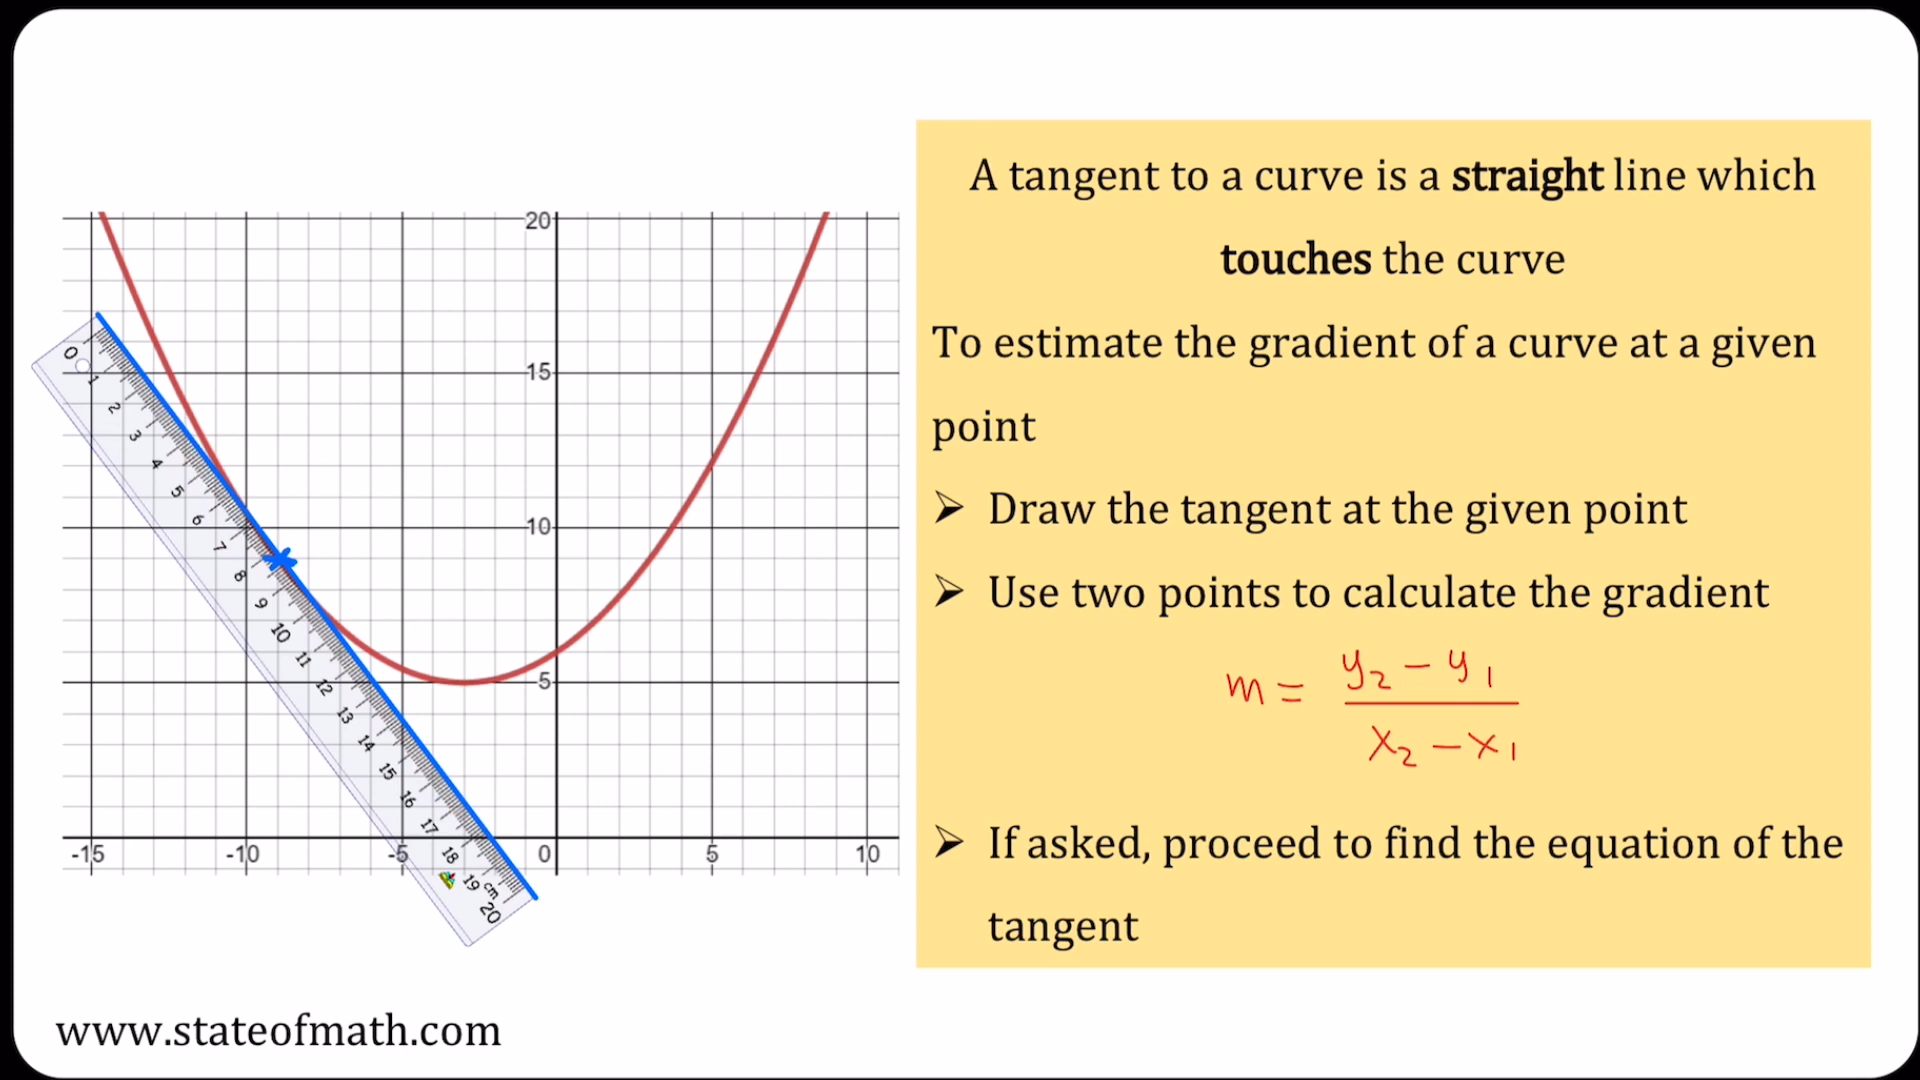 A tangent to a curve is a straight line which
touches the curve
To estimate the gradient of a curve at a given
point
➢ Draw the tangent at the given point
➢ Use two points to calculate the gradient
m = y₂ − y₁
x₂ − x₁
➢ If asked, proceed to find the equation of the
tangent
20
15
10
5
-15 -10 -5 0 5 10
0 1 2 3 4 5 6 7 8 9 10 11 12 13 14 15 16 17 18 19 cm 20
www.stateofmath.com